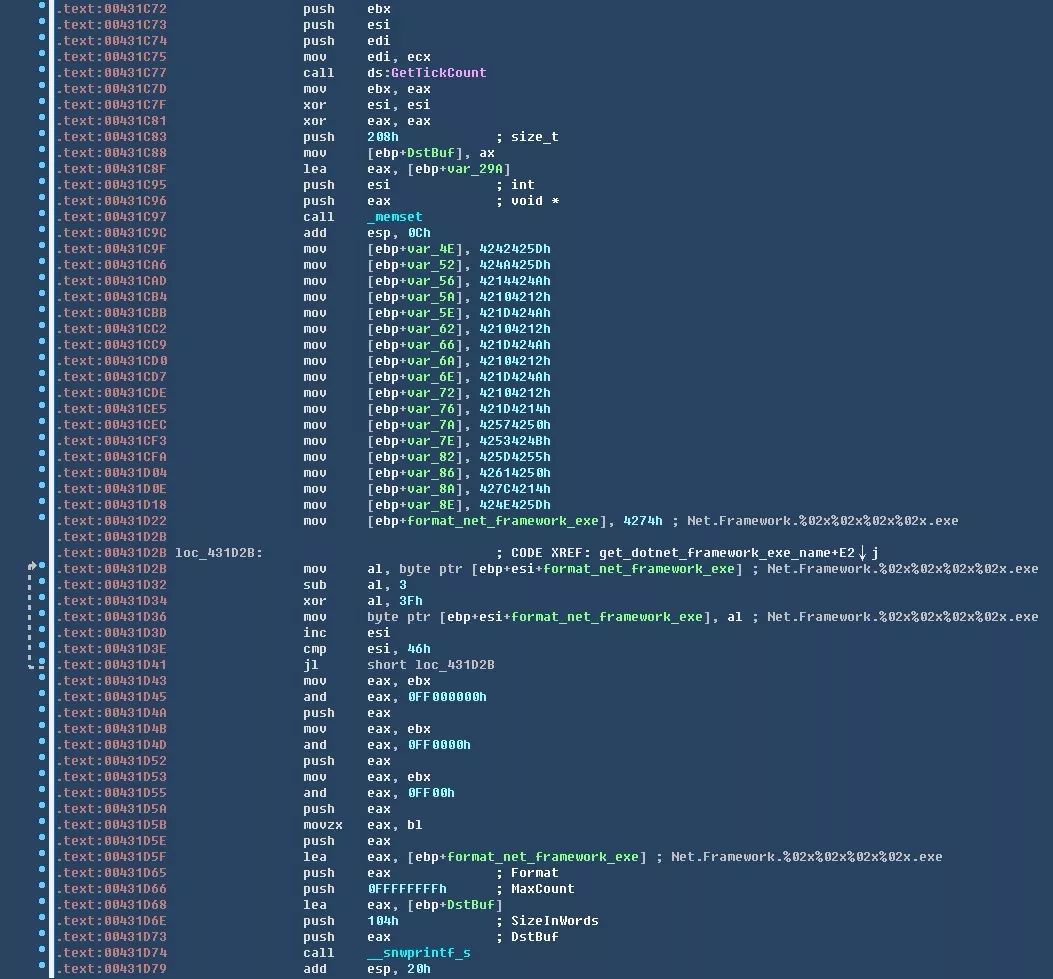 .text:00431C72 push ebx
.text:00431C73 push esi
.text:00431C74 push edi
.text:00431C75 mov edi, ecx
.text:00431C77 call ds:GetTickCount
.text:00431C7D mov ebx, eax
.text:00431C7F xor esi, esi
.text:00431C81 xor eax, eax
.text:00431C83 push 208h ; size_t
.text:00431C88 mov [ebp+DstBuf], ax
.text:00431C8F lea eax, [ebp+var_29A]
.text:00431C95 push esi ; int
.text:00431C96 push eax ; void *
.text:00431C97 call _memset
.text:00431C9C add esp, 0Ch
.text:00431C9F mov [ebp+var_4E], 4242425Dh
.text:00431CA6 mov [ebp+var_52], 424A425Dh
.text:00431CAD mov [ebp+var_56], 4214424Ah
.text:00431CB4 mov [ebp+var_5A], 42104212h
.text:00431CBB mov [ebp+var_5E], 421D424Ah
.text:00431CC2 mov [ebp+var_62], 42104212h
.text:00431CC9 mov [ebp+var_66], 421D424Ah
.text:00431CD0 mov [ebp+var_6A], 42104212h
.text:00431CD7 mov [ebp+var_6E], 421D424Ah
.text:00431CDE mov [ebp+var_72], 42104212h
.text:00431CE5 mov [ebp+var_76], 421D4214h
.text:00431CEC mov [ebp+var_7A], 42574250h
.text:00431CF3 mov [ebp+var_7E], 4253424Bh
.text:00431CFA mov [ebp+var_82], 425D4255h
.text:00431D04 mov [ebp+var_86], 42614250h
.text:00431D0E mov [ebp+var_8A], 427C4214h
.text:00431D18 mov [ebp+var_8E], 424E425Dh
.text:00431D22 mov [ebp+format_net_framework_exe], 4274h ; Net.Framework.%02x%02x%02x%02x.exe
.text:00431D2B
.text:00431D2B loc_431D2B: ; CODE XREF: get_dotnet_framework_exe_name+E2↓j
.text:00431D2B mov al, byte ptr [ebp+esi+format_net_framework_exe] ; Net.Framework.%02x%02x%02x%02x.exe
.text:00431D32 sub al, 3
.text:00431D34 xor al, 3Fh
.text:00431D36 mov byte ptr [ebp+esi+format_net_framework_exe], al ; Net.Framework.%02x%02x%02x%02x.exe
.text:00431D3D inc esi
.text:00431D3E cmp esi, 46h
.text:00431D41 jl short loc_431D2B
.text:00431D43 mov eax, ebx
.text:00431D45 and eax, 0FF000000h
.text:00431D4A push eax
.text:00431D4B mov eax, ebx
.text:00431D4D and eax, 0FF0000h
.text:00431D52 push eax
.text:00431D53 mov eax, ebx
.text:00431D55 and eax, 0FF00h
.text:00431D5A push eax
.text:00431D5B movzx eax, bl
.text:00431D5E push eax
.text:00431D5F lea eax, [ebp+format_net_framework_exe] ; Net.Framework.%02x%02x%02x%02x.exe
.text:00431D65 push eax ; Format
.text:00431D66 push 0FFFFFFFFh ; MaxCount
.text:00431D68 lea eax, [ebp+DstBuf]
.text:00431D6E push 104h ; SizeInWords
.text:00431D73 push eax ; DstBuf
.text:00431D74 call __snwprintf_s
.text:00431D79 add esp, 20h